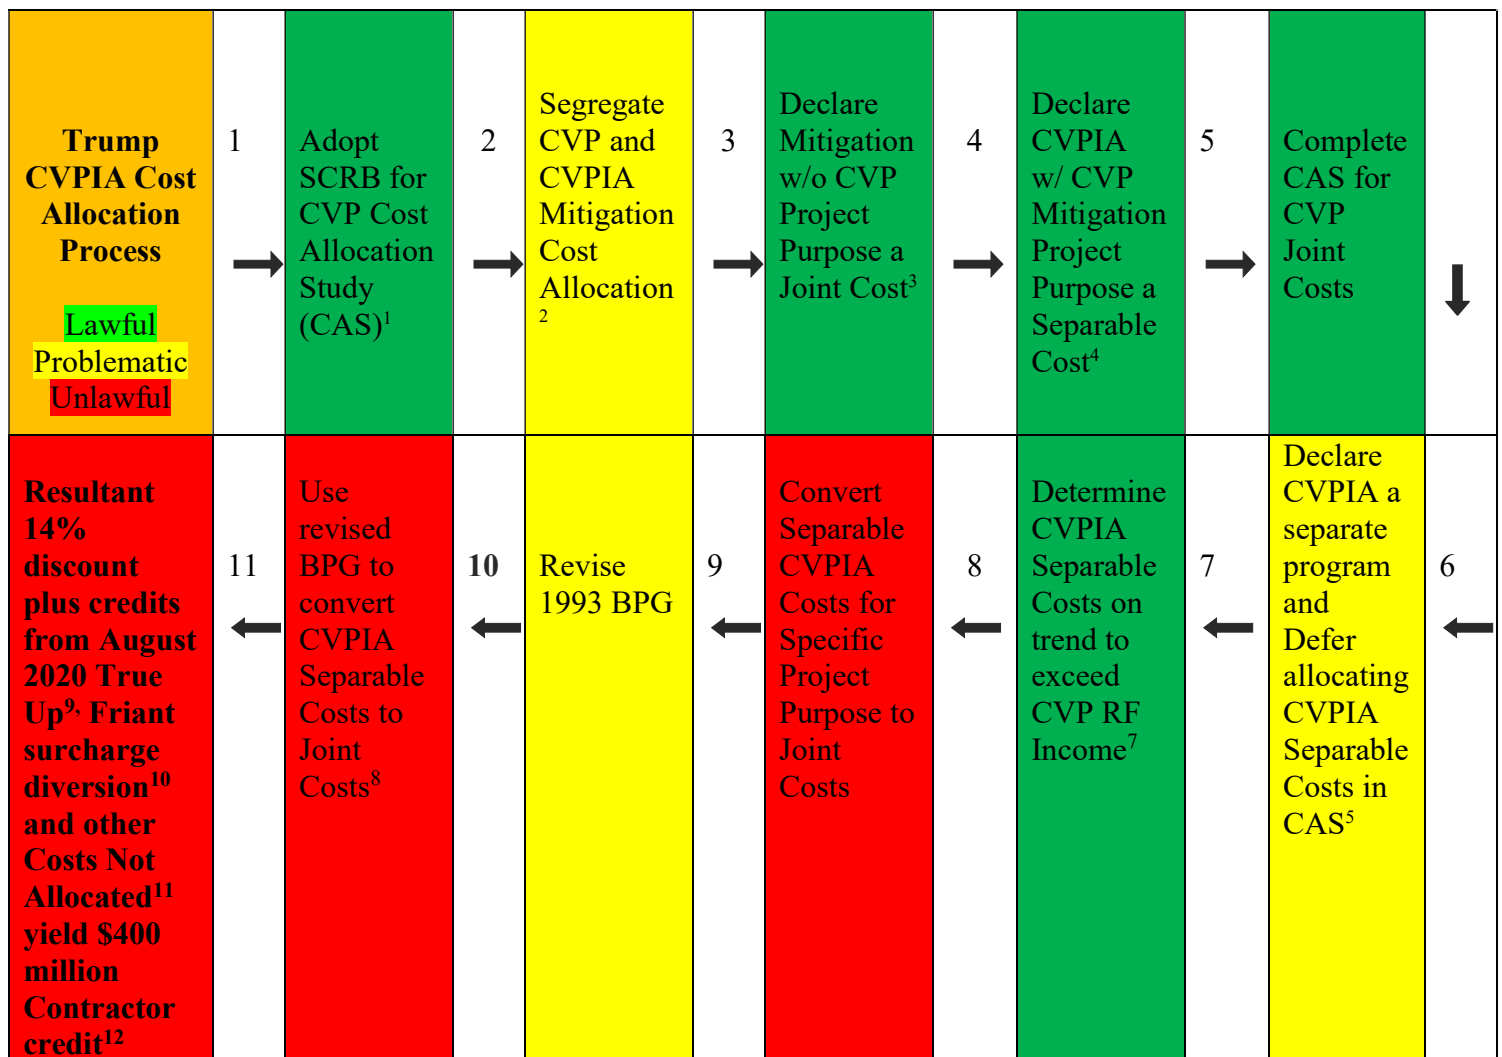 Trump
CVPIA Cost
Allocation
Process
Lawful
Problematic
Unlawful
1
Adopt
SCRB for
CVP Cost
Allocation
Study
(CAS)1
2
Segregate
CVP and
CVPIA
Mitigation
Cost
Allocation
2
3
Declare
Mitigation
w/o CVP
Project
Purpose a
Joint Cost3
4
Declare
CVPIA
w/ CVP
Mitigation
Project
Purpose a
Separable
Cost4
5
Complete
CAS for
CVP
Joint
Costs
6
Declare
CVPIA a
separate
program
and
Defer
allocating
CVPIA
Separable
Costs in
CAS5
7
Determine
CVPIA
Separable
Costs on
trend to
exceed
CVP RF
Income7
8
Convert
Separable
CVPIA
Costs for
Specific
Project
Purpose to
Joint
Costs
9
Revise
1993 BPG
10
Use
revised
BPG to
convert
CVPIA
Separable
Costs to
Joint
Costs8
11
Resultant
14%
discount
plus credits
from August
2020 True
Up9, Friant
surcharge
diversion10
and other
Costs Not
Allocated11
yield $400
million
Contractor
credit12